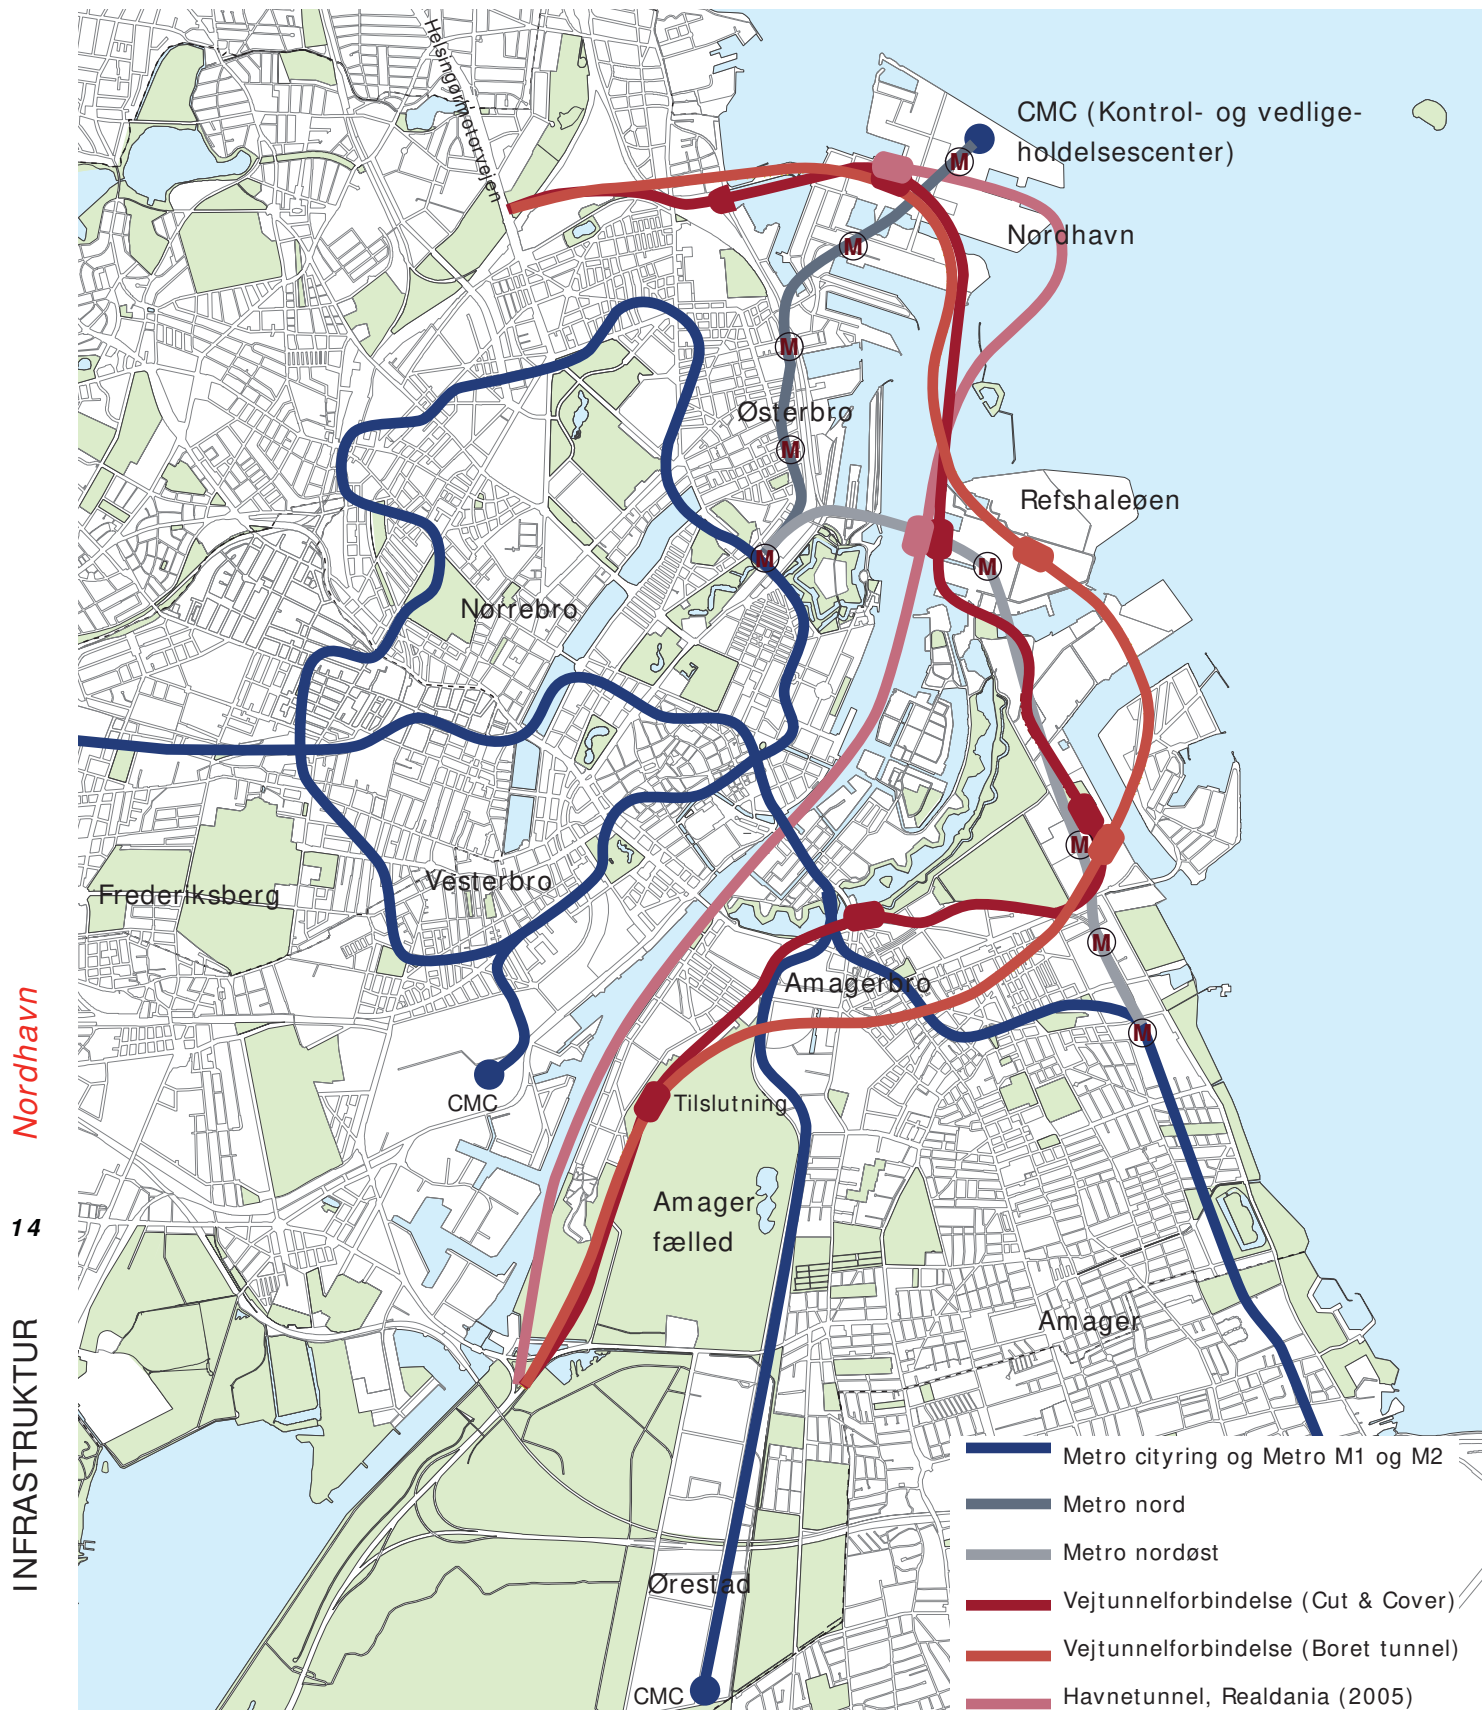 Helsingørmotorvejen
CMC (Kontrol- og vedlige-
holdelsescenter)
M
Nordhavn
M
M
Østerbro
M
Refshaleøen
M
M
Nørrebro
M
Vesterbro
Frederiksberg
M
Amagerbro
M
CMC
Tilslutning
Amager
fælled
Amager
Ørestad
CMC
Metro cityring og Metro M1 og M2
Metro nord
Metro nordøst
Vejtunnelforbindelse (Cut & Cover)
Vejtunnelforbindelse (Boret tunnel)
Havnetunnel, Realdania (2005)
INFRASTRUKTUR 14 Nordhavn